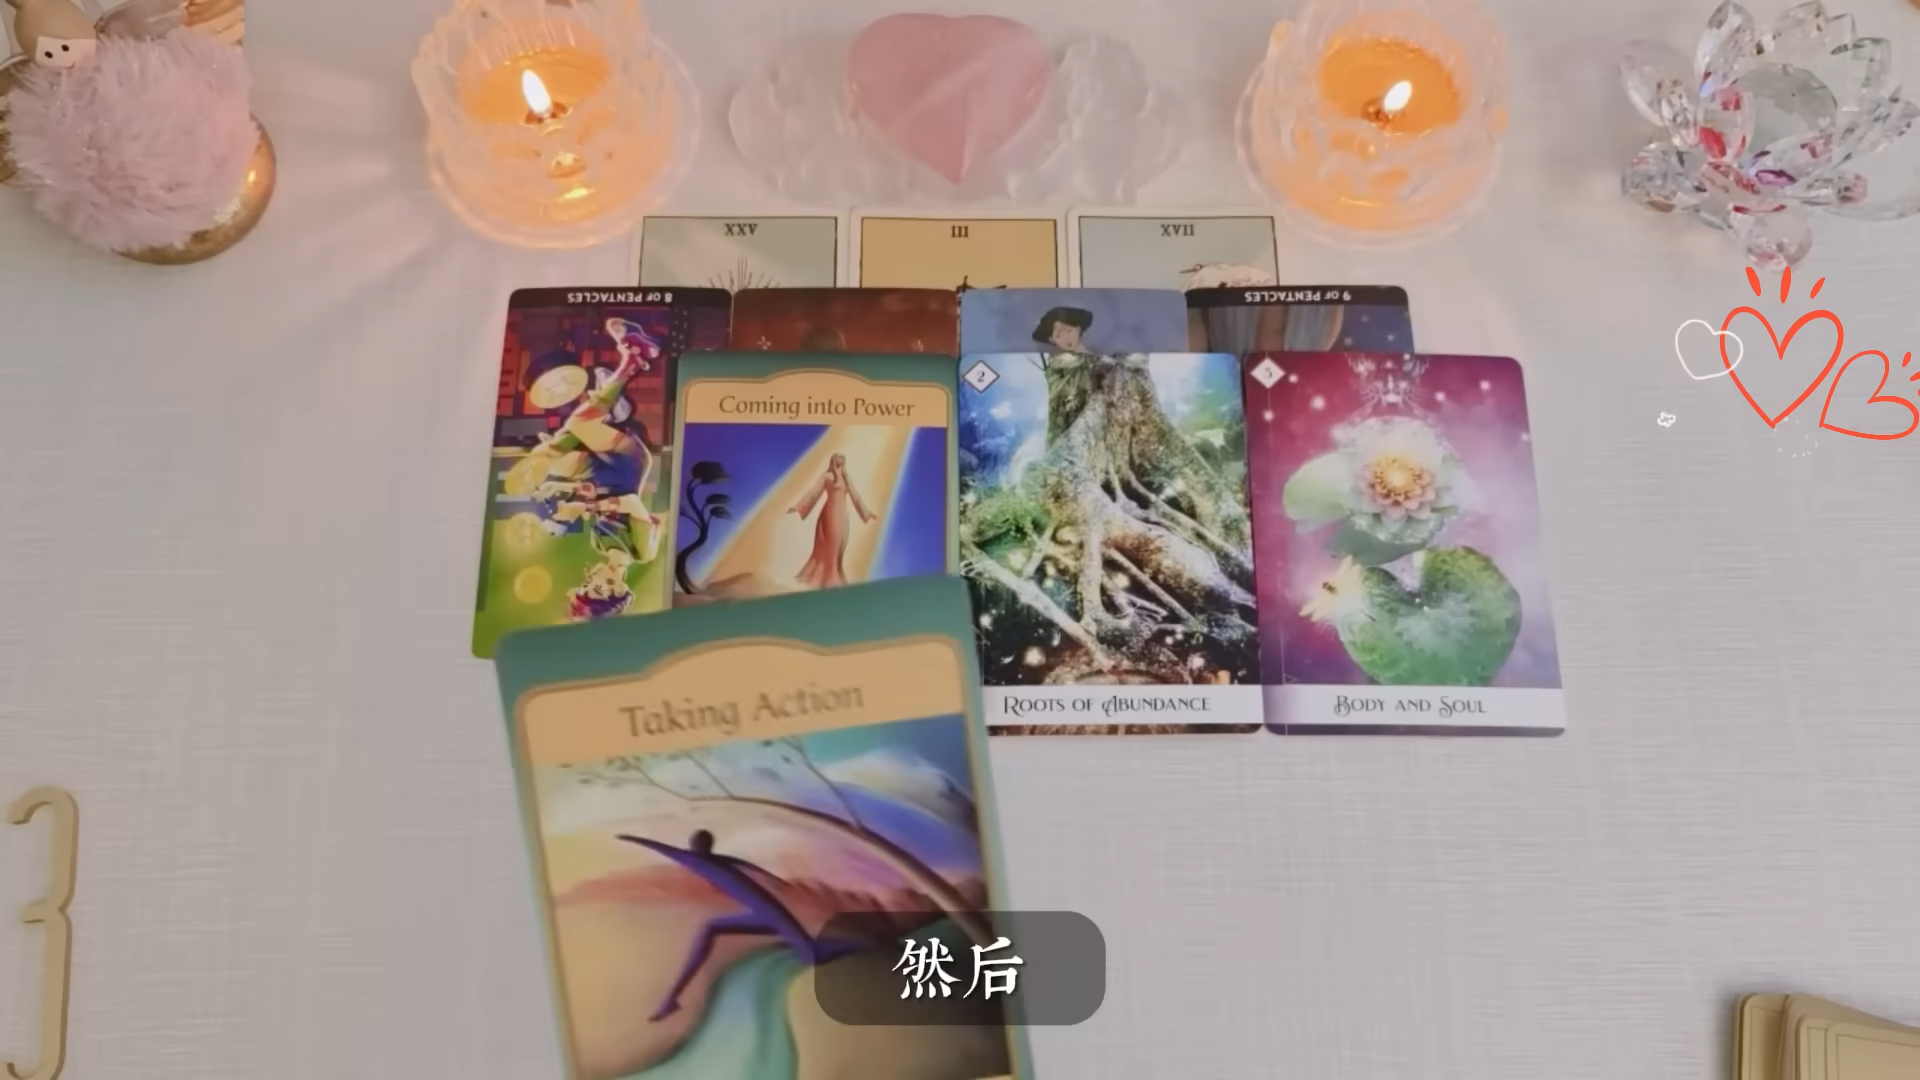 XXV
III
XVII
8 OF PENTACLES
9 OF PENTACLES
Coming into Power
2
5
Taking Action
ROOTS OF ABUNDANCE
BODY AND SOUL
3
然后